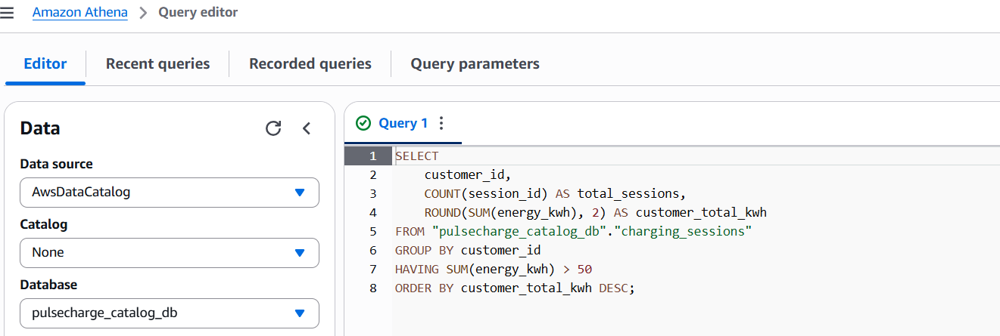 Amazon Athena > Query editor
Editor Recent queries Recorded queries Query parameters
Data
Data source
AwsDataCatalog
Catalog
None
Database
pulsecharge_catalog_db
Query 1
1 SELECT
2 customer_id,
3 COUNT(session_id) AS total_sessions,
4 ROUND(SUM(energy_kwh), 2) AS customer_total_kwh
5 FROM "pulsecharge_catalog_db"."charging_sessions"
6 GROUP BY customer_id
7 HAVING SUM(energy_kwh) > 50
8 ORDER BY customer_total_kwh DESC;